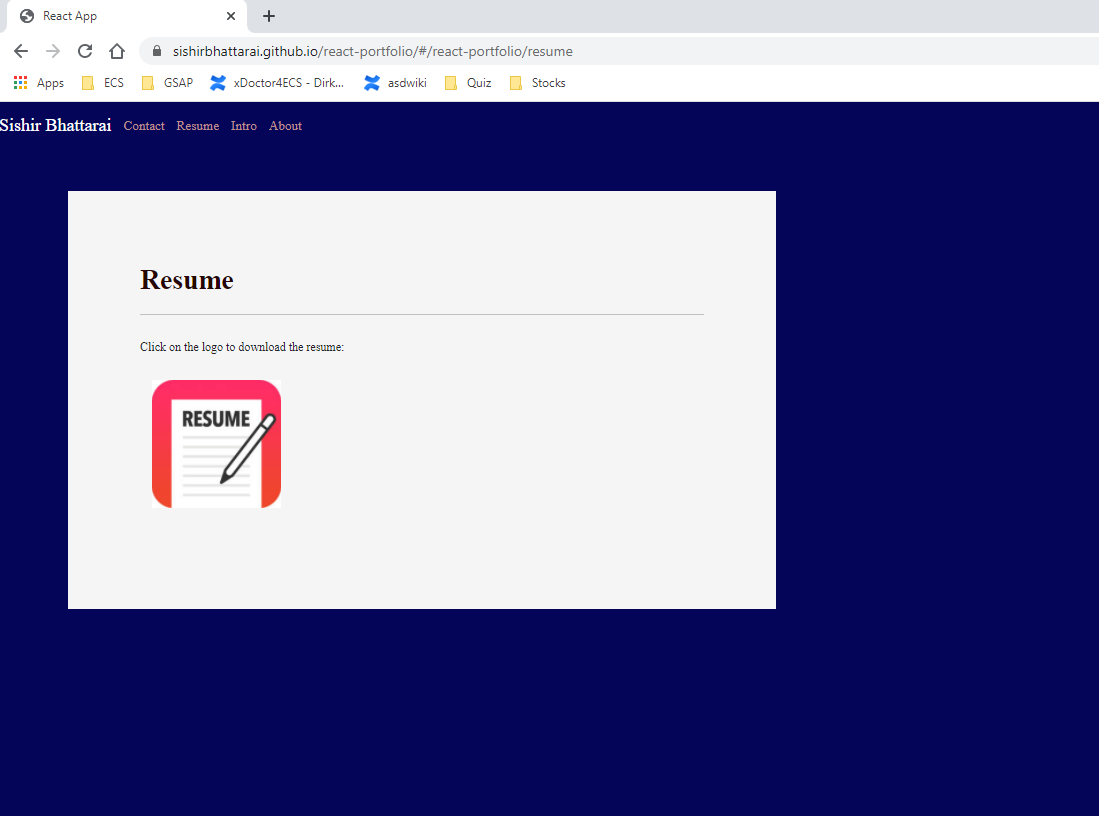 React App
sishirbhattarai.github.io/react-portfolio/#/react-portfolio/resume
Apps ECS GSAP xDoctor4ECS - Dirk... asdwiki Quiz Stocks
Sishir Bhattarai Contact Resume Intro About
Resume
Click on the logo to download the resume:
RESUME